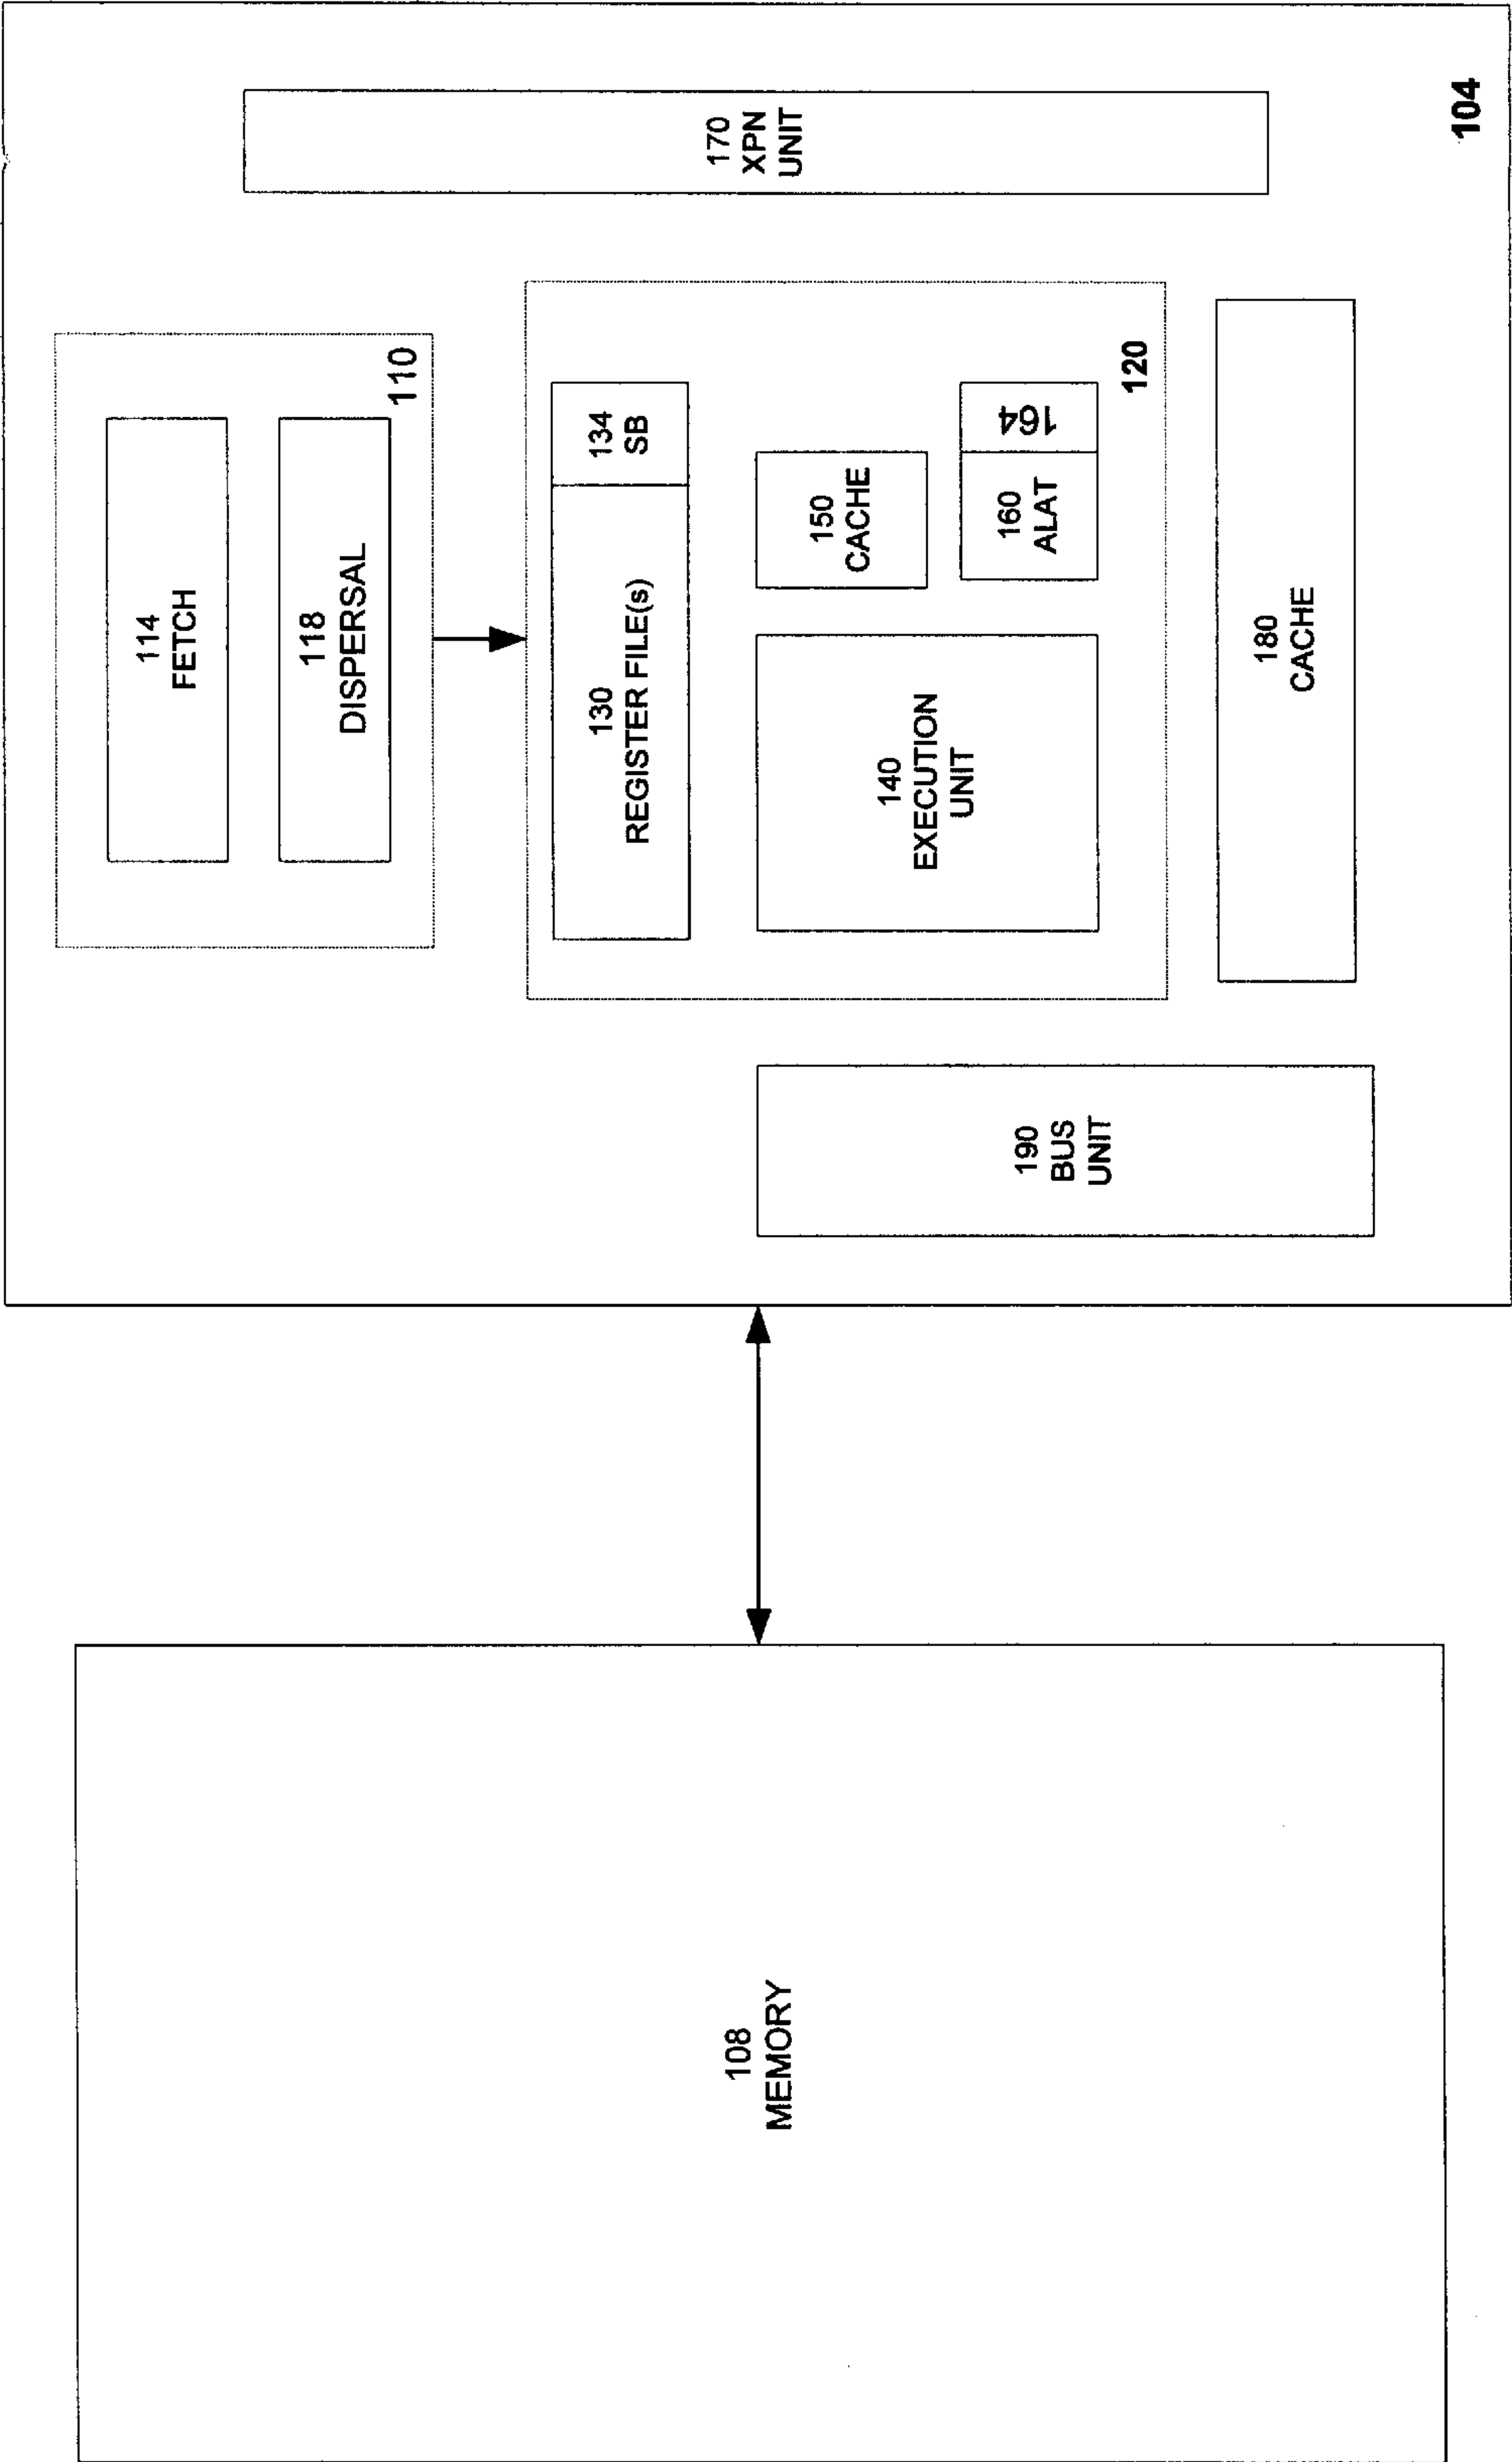 108
MEMORY
114
FETCH
118
DISPERSAL
110
130
REGISTER FILE(s)
134
SB
140
EXECUTION
UNIT
150
CACHE
160
ALAT
164
120
170
XPN
UNIT
190
BUS
UNIT
180
CACHE
104